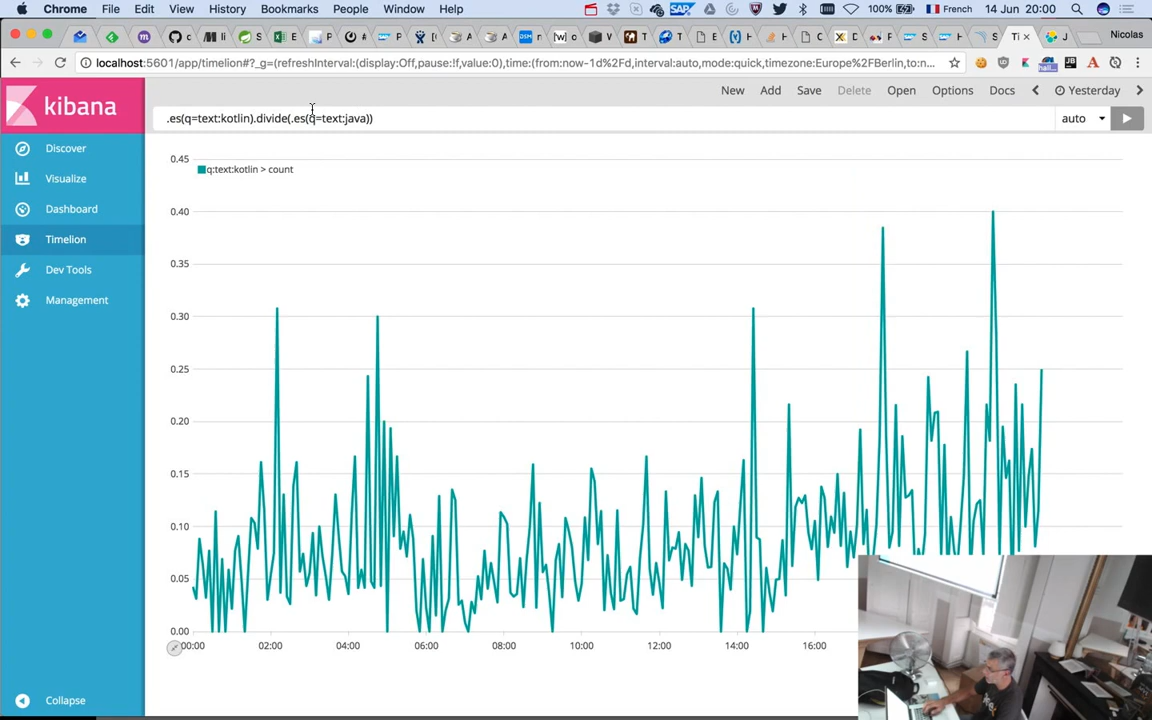 Chrome File Edit View History Bookmarks People Window Help 100% French 14 Jun 20:00
Nicolas
localhost:5601/app/timelion#?_g=(refreshInterval:(display:Off,pause:!f,value:0),time:(from:now-1d%2Fd,interval:auto,mode:quick,timezone:Europe%2FBerlin,to:n...
kibana
New Add Save Delete Open Options Docs Yesterday
.es(q=text:kotlin).divide(.es(q=text:java))
auto
Discover
Visualize
Dashboard
Timelion
Dev Tools
Management
Collapse
q:text:kotlin > count
0.45
0.40
0.35
0.30
0.25
0.20
0.15
0.10
0.05
0.00
00:00 02:00 04:00 06:00 08:00 10:00 12:00 14:00 16:00